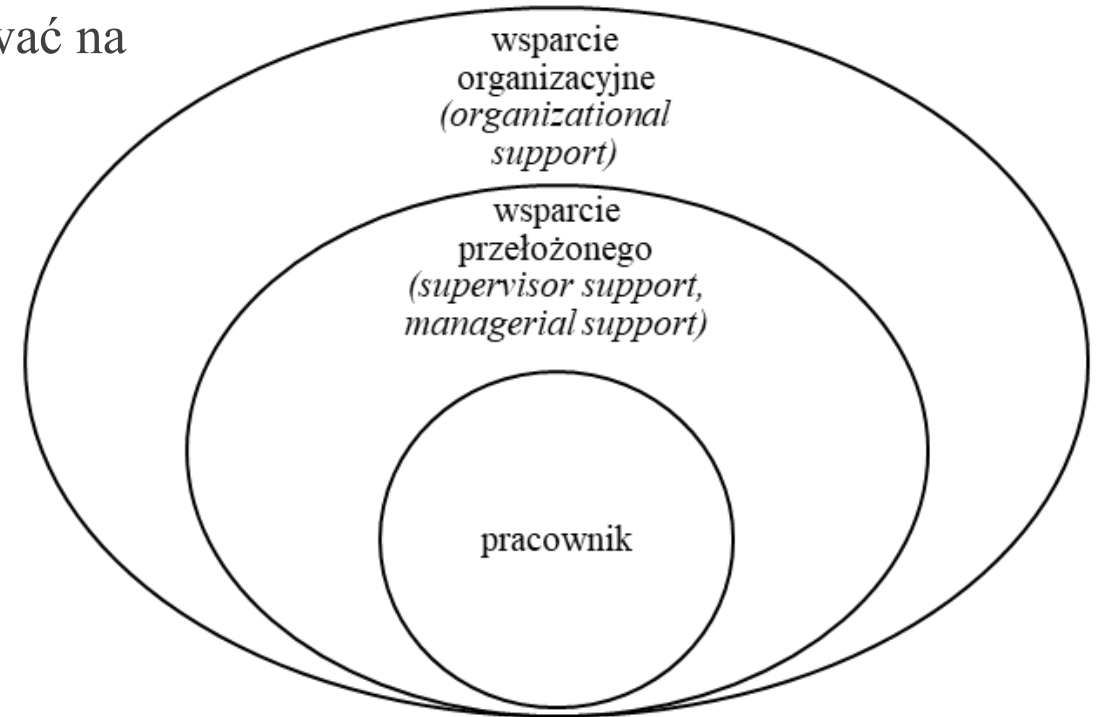 wać na
wsparcie
organizacyjne
(organizational
support)
wsparcie
przełożonego
(supervisor support,
managerial support)
pracownik